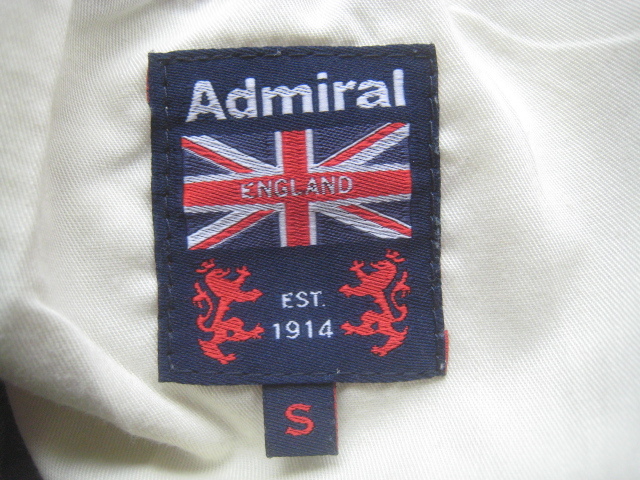 Admiral
ENGLAND
EST.
1914
S